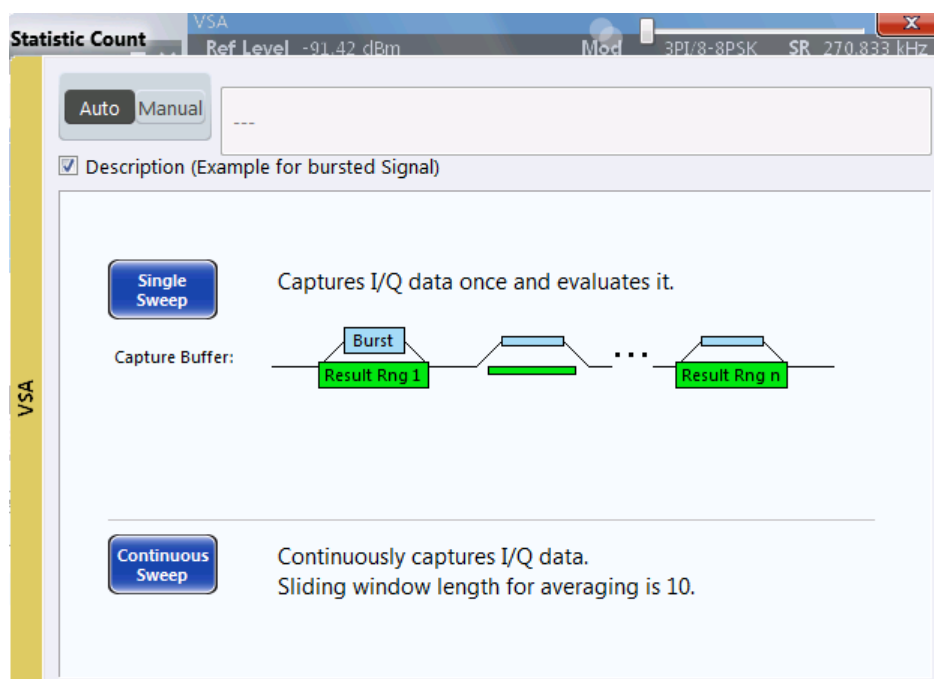 VSA
Statistic Count
Ref Level -91.42 dBm Mod 3PI/8-8PSK SR 270.833 kHz
Auto Manual
---
Description (Example for bursted Signal)
Single
Sweep
Captures I/Q data once and evaluates it.
Capture Buffer:
Burst
Result Rng 1
...
Result Rng n
VSA
Continuous
Sweep
Continuously captures I/Q data.
Sliding window length for averaging is 10.